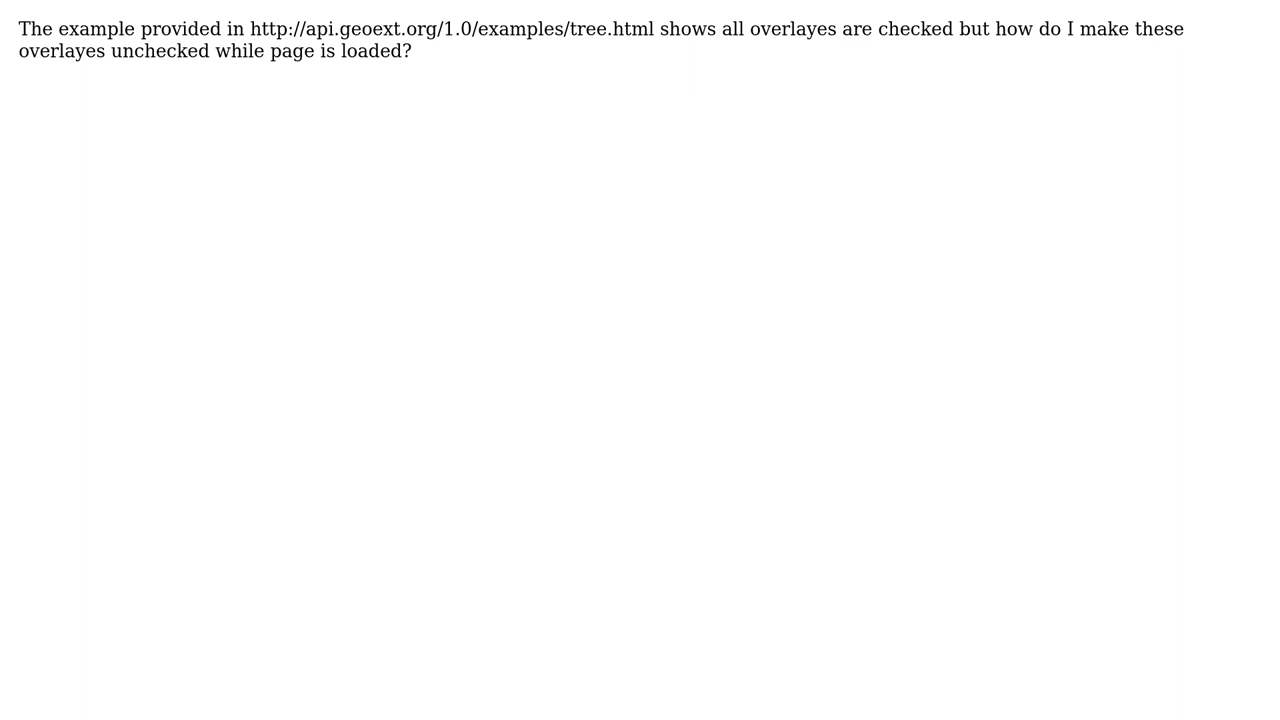 The example provided in http://api.geoext.org/1.0/examples/tree.html shows all overlayes are checked but how do I make these
overlayes unchecked while page is loaded?